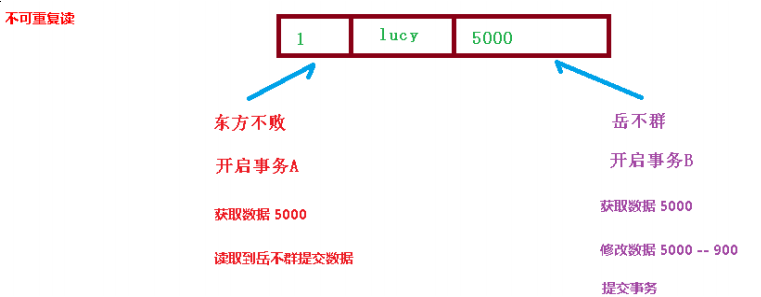 不可重复读
1 lucy 5000
东方不败
开启事务A
获取数据 5000
读取到岳不群提交数据
岳不群
开启事务B
获取数据 5000
修改数据 5000 -- 900
提交事务